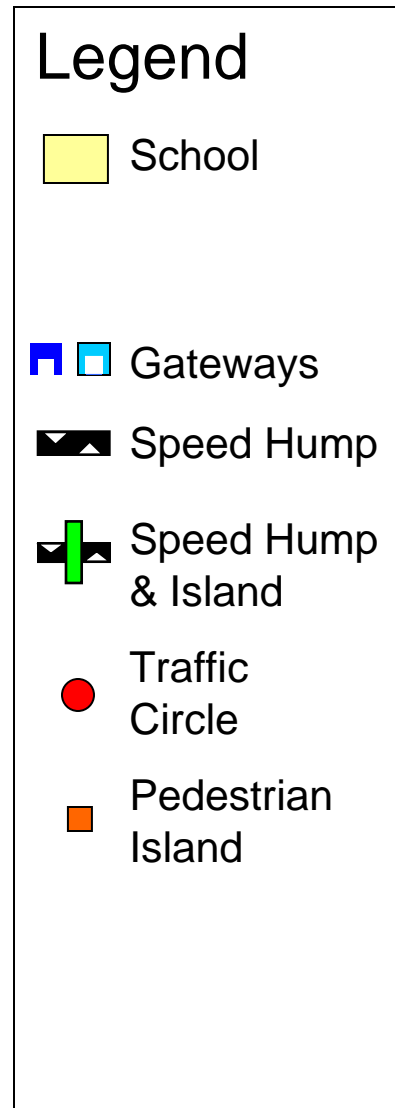 Legend
School
Gateways
Speed Hump
Speed Hump
& Island
Traffic
Circle
Pedestrian
Island